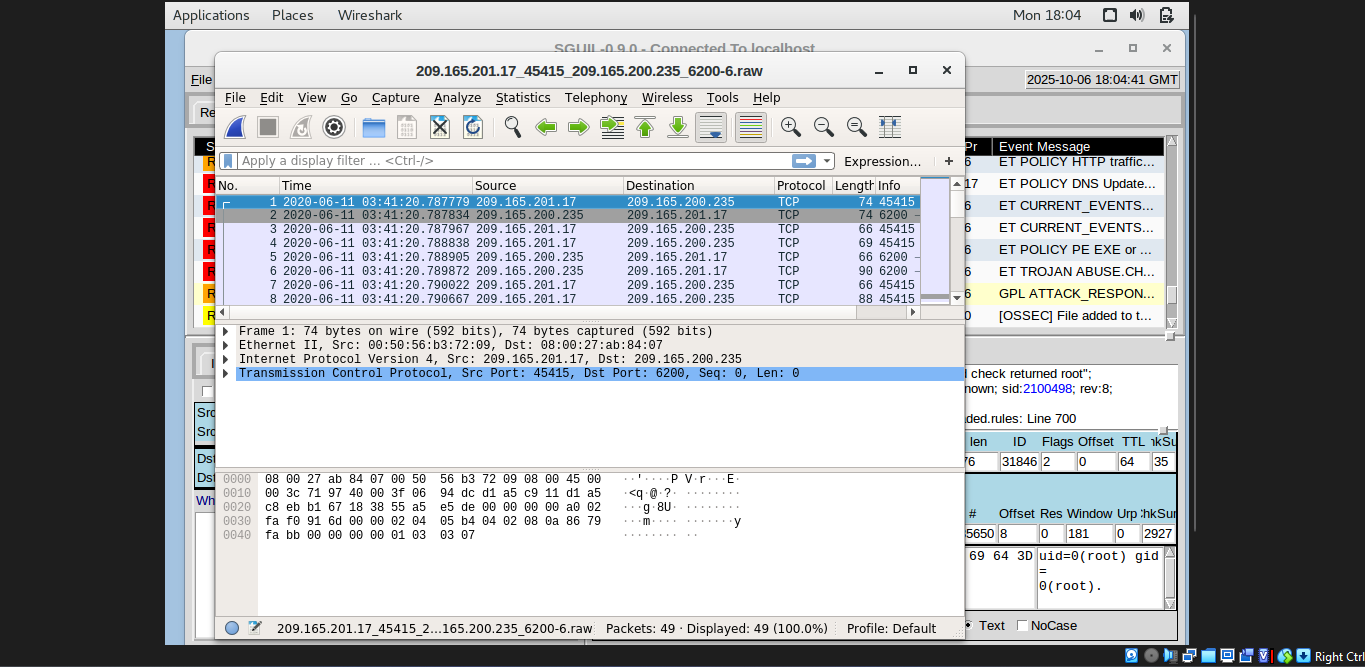 Applications Places Wireshark Mon 18:04
SGUIL-0.9.0 - Connected To localhost
File 2025-10-06 18:04:41 GMT
209.165.201.17_45415_209.165.200.235_6200-6.raw
File Edit View Go Capture Analyze Statistics Telephony Wireless Tools Help
Apply a display filter ... <Ctrl-/> Expression... +
No. Time Source Destination Protocol Length Info
1 2020-06-11 03:41:20.787779 209.165.201.17 209.165.200.235 TCP 74 45415
2 2020-06-11 03:41:20.787834 209.165.200.235 209.165.201.17 TCP 74 6200 →
3 2020-06-11 03:41:20.787967 209.165.201.17 209.165.200.235 TCP 66 45415
4 2020-06-11 03:41:20.788838 209.165.201.17 209.165.200.235 TCP 69 45415
5 2020-06-11 03:41:20.788905 209.165.200.235 209.165.201.17 TCP 66 6200 →
6 2020-06-11 03:41:20.789872 209.165.200.235 209.165.201.17 TCP 90 6200 →
7 2020-06-11 03:41:20.790022 209.165.201.17 209.165.200.235 TCP 66 45415
8 2020-06-11 03:41:20.790667 209.165.201.17 209.165.200.235 TCP 88 45415
Frame 1: 74 bytes on wire (592 bits), 74 bytes captured (592 bits)
Ethernet II, Src: 00:50:56:b3:72:09, Dst: 08:00:27:ab:84:07
Internet Protocol Version 4, Src: 209.165.201.17, Dst: 209.165.200.235
Transmission Control Protocol, Src Port: 45415, Dst Port: 6200, Seq: 0, Len: 0
0000 08 00 27 ab 84 07 00 50 56 b3 72 09 08 00 45 00 ··'····P V·r···E·
0010 00 3c 71 97 40 00 3f 06 94 dc d1 a5 c9 11 d1 a5 ·<q·@·?· ········
0020 c8 eb b1 67 18 38 55 a5 e5 de 00 00 00 00 a0 02 ···g·8U· ········
0030 fa f0 91 6d 00 00 02 04 05 b4 04 02 08 0a 86 79 ···m···· ·······y
0040 fa bb 00 00 00 00 01 03 03 07 ········ ··
209.165.201.17_45415_2...165.200.235_6200-6.raw Packets: 49 · Displayed: 49 (100.0%) Profile: Default
Re
Pr Event Message
6 ET POLICY HTTP traffic...
17 ET POLICY DNS Update...
6 ET CURRENT_EVENTS...
6 ET CURRENT_EVENTS...
6 ET POLICY PE EXE or ...
6 ET TROJAN ABUSE.CH...
6 GPL ATTACK_RESPON...
0 [OSSEC] File added to t...
check returned root";
nown; sid:2100498; rev:8;
ded.rules: Line 700
len ID Flags Offset TTL hkSu
76 31846 2 0 64 35
# Offset Res Window Urp hkSum
5650 8 0 181 0 2927
69 64 3D uid=0(root) gid
=
0(root).
Text NoCase
Src
Src
Dst
Dst
Wh
Right Ctrl